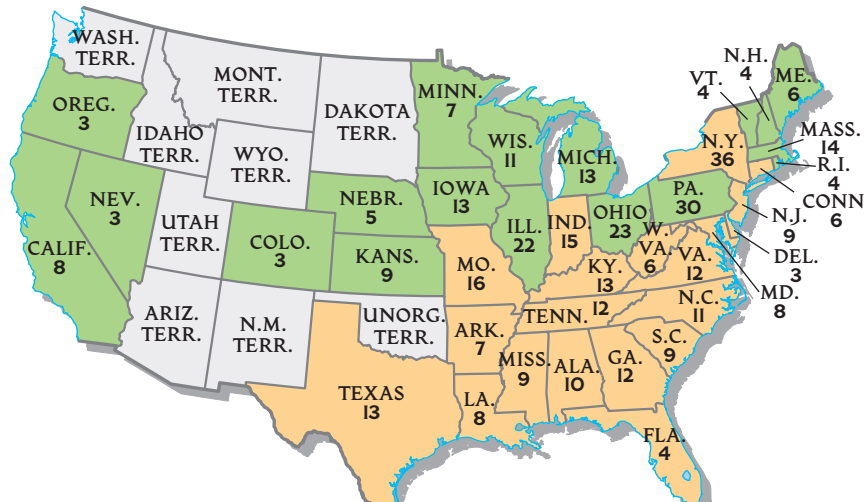 WASH.
TERR.
OREG.
3
CALIF.
8
NEV.
3
IDAHO
TERR.
MONT.
TERR.
WYO.
TERR.
UTAH
TERR.
COLO.
3
ARIZ.
TERR.
N.M.
TERR.
DAKOTA
TERR.
NEBR.
5
KANS.
9
UNORG.
TERR.
TEXAS
13
MINN.
7
IOWA
13
MO.
16
ARK.
7
LA.
8
WIS.
11
ILL.
22
MICH.
13
IND.
15
OHIO
23
KY.
13
TENN. 12
MISS.
9
ALA.
10
GA.
12
FLA.
4
S.C.
9
N.C.
11
VA.
12
W.
VA.
6
PA.
30
N.Y.
36
VT.
4
N.H.
4
ME.
6
MASS.
14
R.I.
4
CONN
6
N.J.
9
DEL.
3
MD.
8